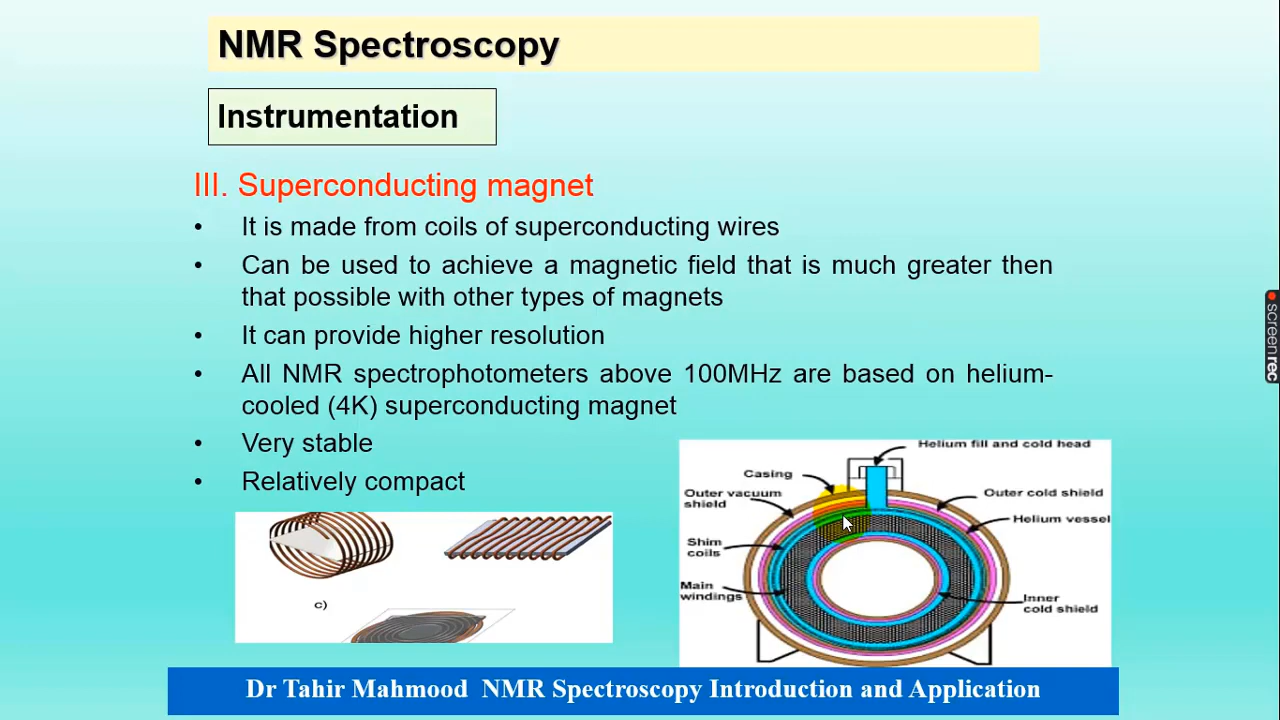 NMR Spectroscopy
Instrumentation
III. Superconducting magnet
• It is made from coils of superconducting wires
• Can be used to achieve a magnetic field that is much greater then
that possible with other types of magnets
• It can provide higher resolution
• All NMR spectrophotometers above 100MHz are based on helium-
cooled (4K) superconducting magnet
• Very stable
• Relatively compact
c)
Helium fill and cold head
Casing
Outer vacuum
shield
Outer cold shield
Helium vessel
Shim
coils
Main
windings
Inner
cold shield
Dr Tahir Mahmood NMR Spectroscopy Introduction and Application
screenrec